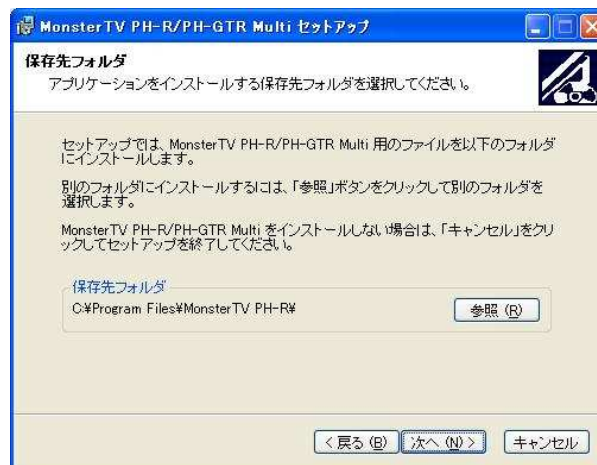 MonsterTV PH-R/PH-GTR Multi セットアップ
保存先フォルダ
アプリケーションをインストールする保存先フォルダを選択してください。
セットアップでは、MonsterTV PH-R/PH-GTR Multi 用のファイルを以下のフォルダ
にインストールします。
別のフォルダにインストールするには、「参照」ボタンをクリックして別のフォルダを
選択します。
MonsterTV PH-R/PH-GTR Multi をインストールしない場合は、「キャンセル」をクリ
ックしてセットアップを終了してください。
保存先フォルダ
C:¥Program Files¥MonsterTV PH-R¥
参照 (R)
< 戻る (B) 次へ (N) > キャンセル